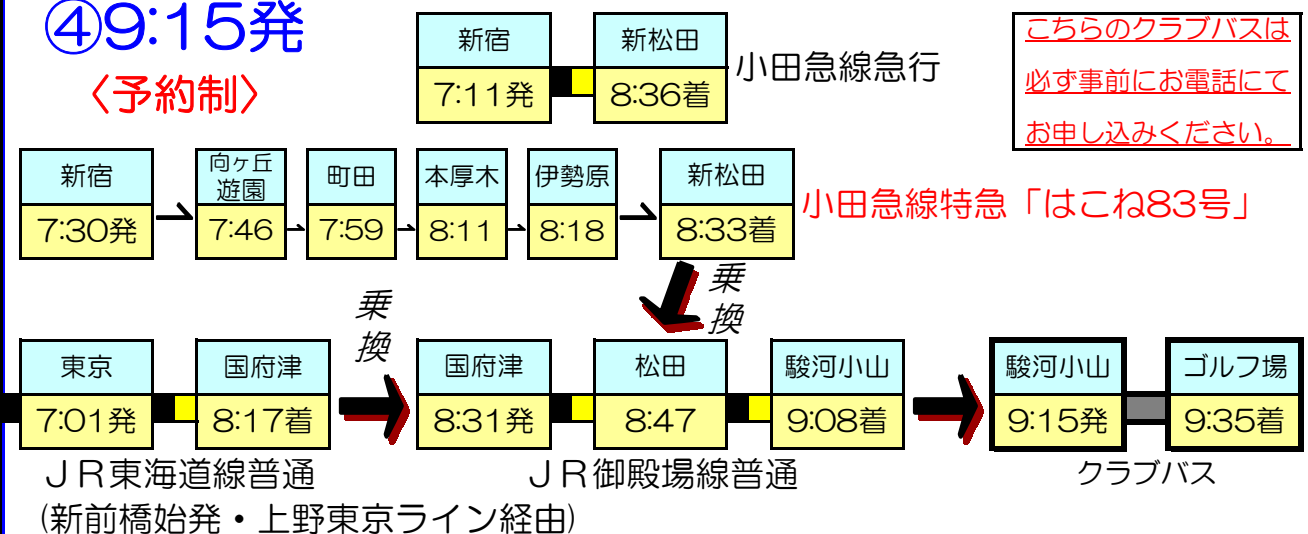 ④9:15発
〈予約制〉
新宿 新松田
7:11発 8:36着
小田急線急行
こちらのクラブバスは
必ず事前にお電話にて
お申し込みください。
新宿 向ヶ丘遊園 町田 本厚木 伊勢原 新松田
7:30発 7:46 7:59 8:11 8:18 8:33着
小田急線特急「はこね83号」
乗換
乗換
東京 国府津 国府津 松田 駿河小山 駿河小山 ゴルフ場
7:01発 8:17着 8:31発 8:47 9:08着 9:15発 9:35着
ＪＲ東海道線普通 ＪＲ御殿場線普通 クラブバス
(新前橋始発・上野東京ライン経由)